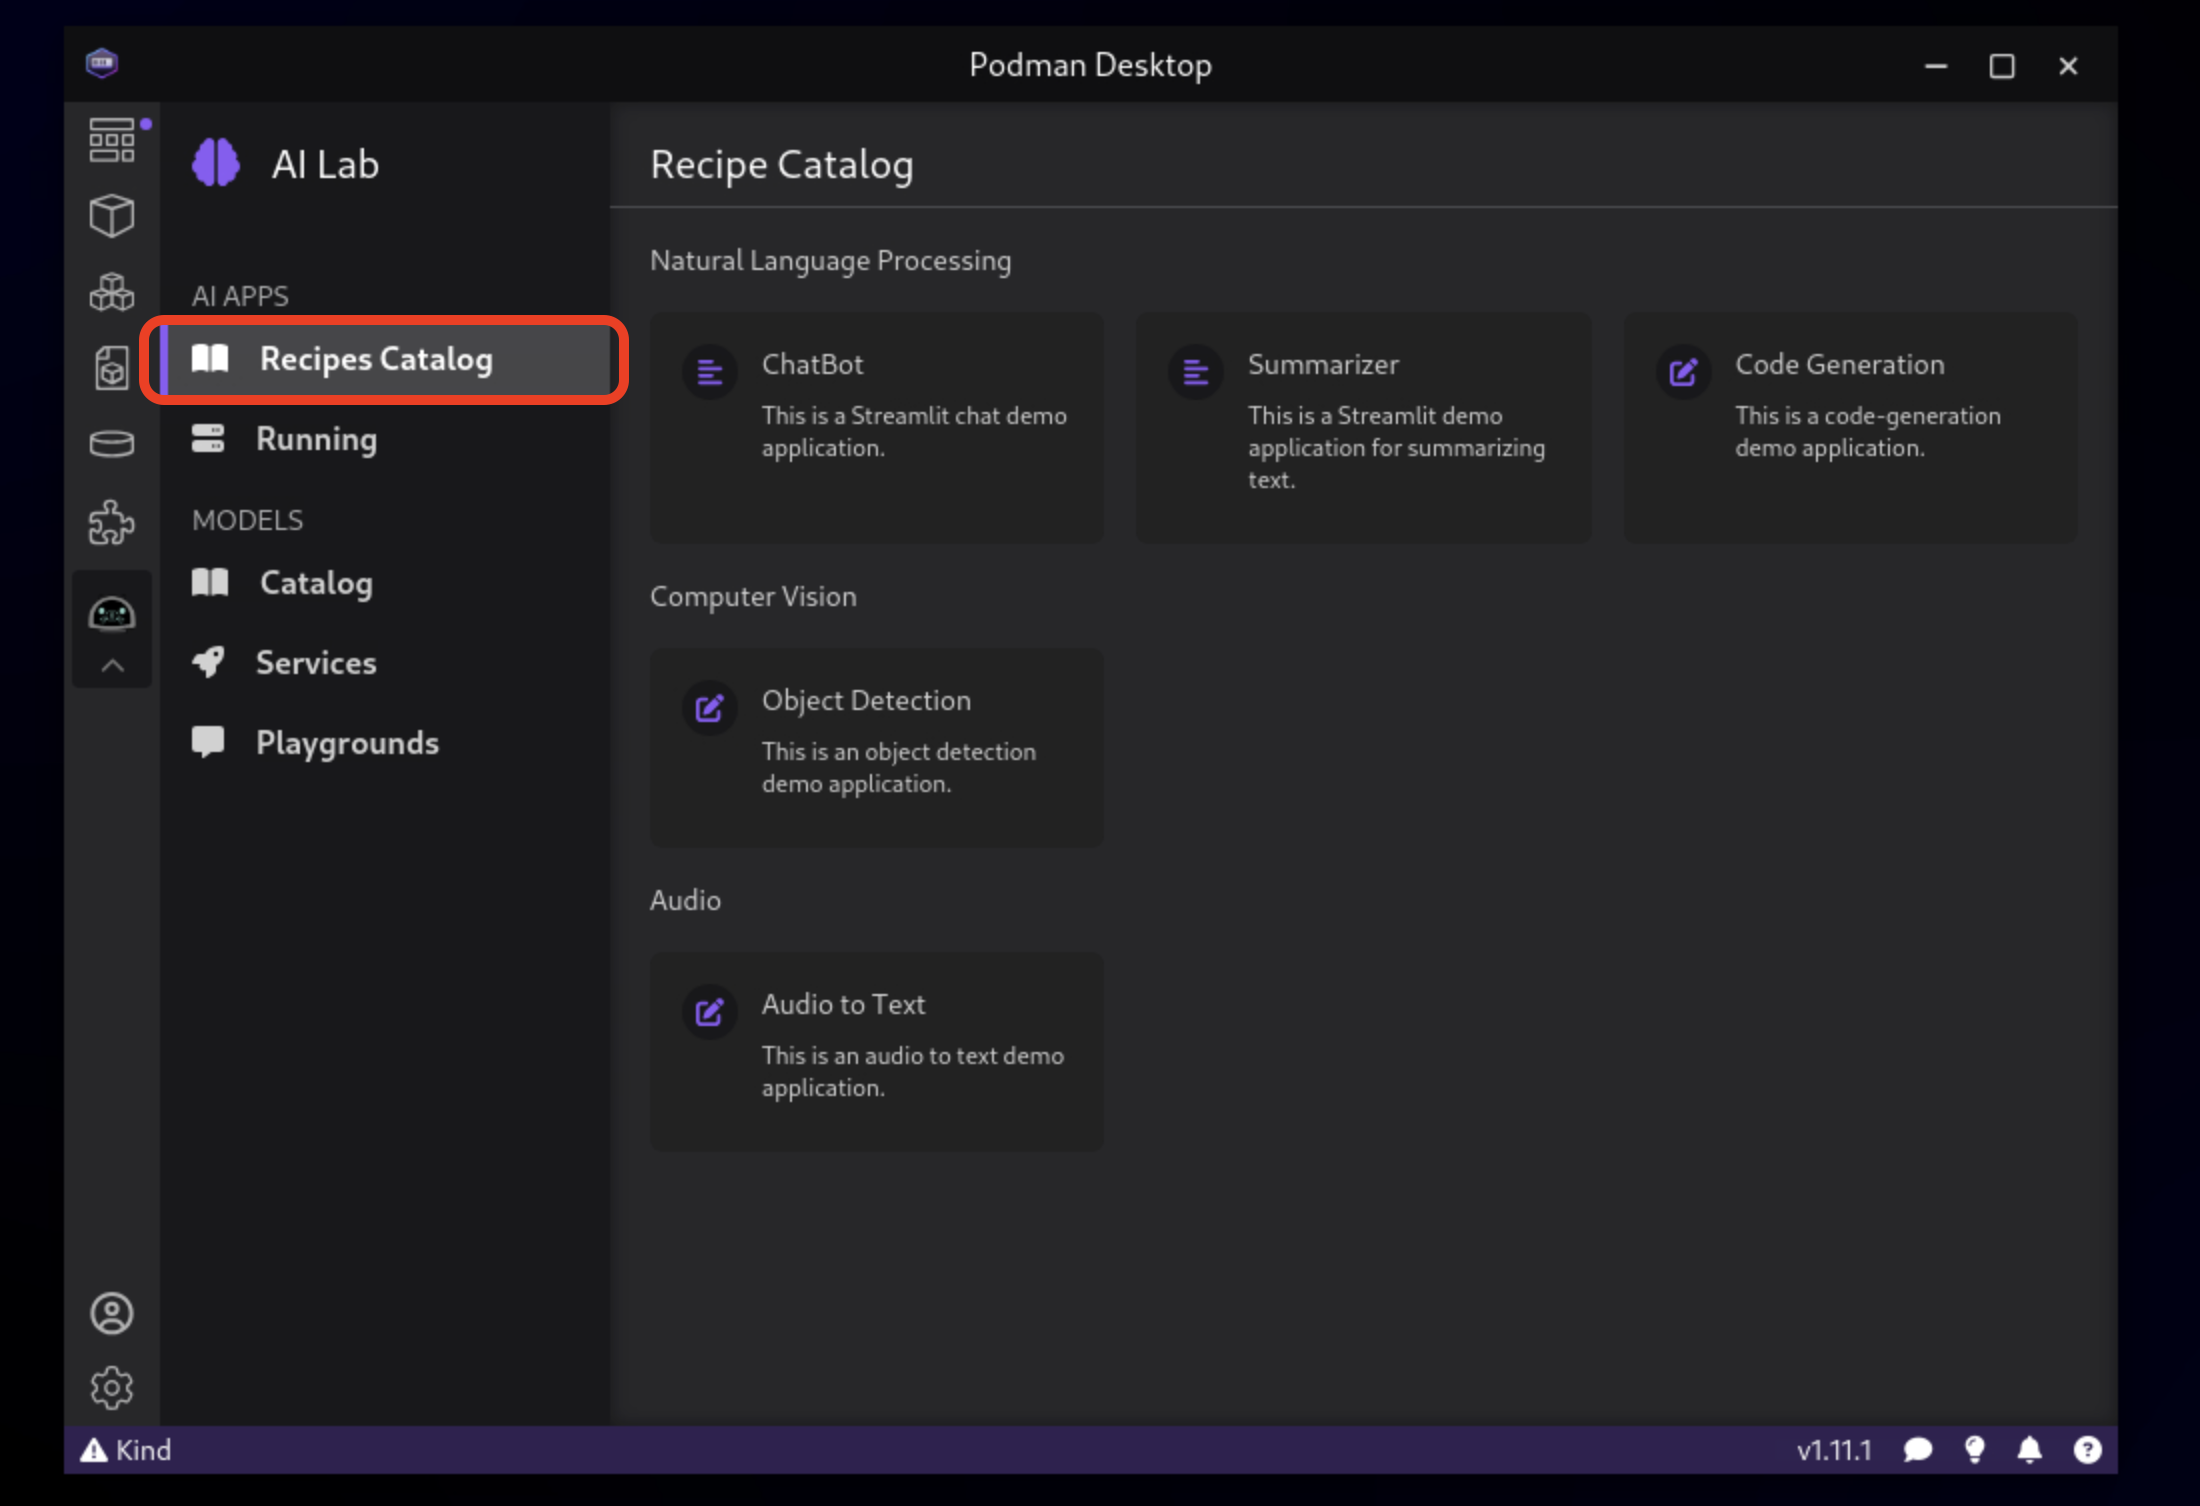 Podman Desktop
AI Lab
AI APPS
Recipes Catalog
Running
MODELS
Catalog
Services
Playgrounds
Recipe Catalog
Natural Language Processing
ChatBot
This is a Streamlit chat demo
application.
Summarizer
This is a Streamlit demo
application for summarizing
text.
Code Generation
This is a code-generation
demo application.
Computer Vision
Object Detection
This is an object detection
demo application.
Audio
Audio to Text
This is an audio to text demo
application.
Kind
v1.11.1